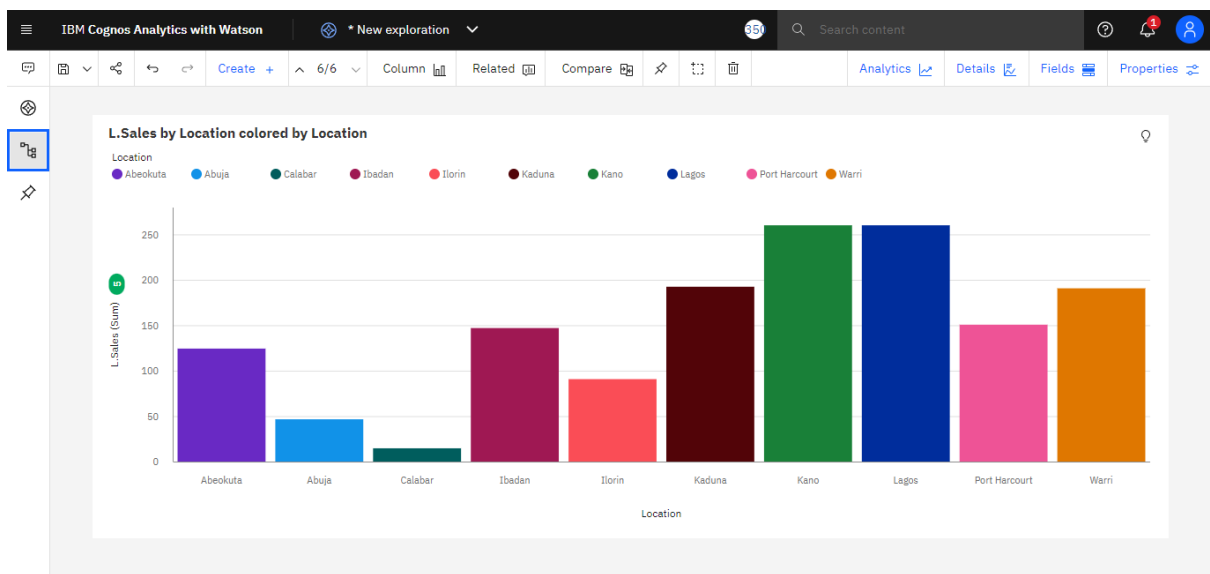 IBM Cognos Analytics with Watson * New exploration 350 Search content 1
Create + 6/6 Column Related Compare Analytics Details Fields Properties
L.Sales by Location colored by Location
Location
Abeokuta Abuja Calabar Ibadan Ilorin Kaduna Kano Lagos Port Harcourt Warri
250
200
150
100
50
0
L.Sales (Sum) 5
Abeokuta Abuja Calabar Ibadan Ilorin Kaduna Kano Lagos Port Harcourt Warri
Location